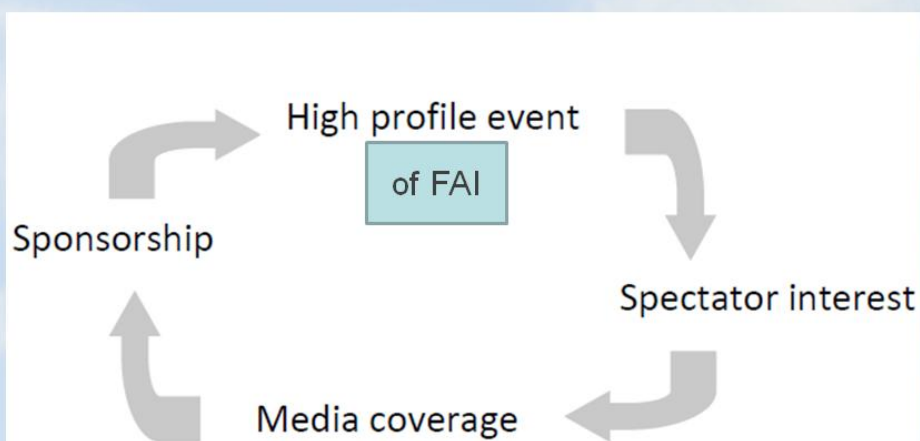 High profile event
of FAI
Sponsorship
Spectator interest
Media coverage